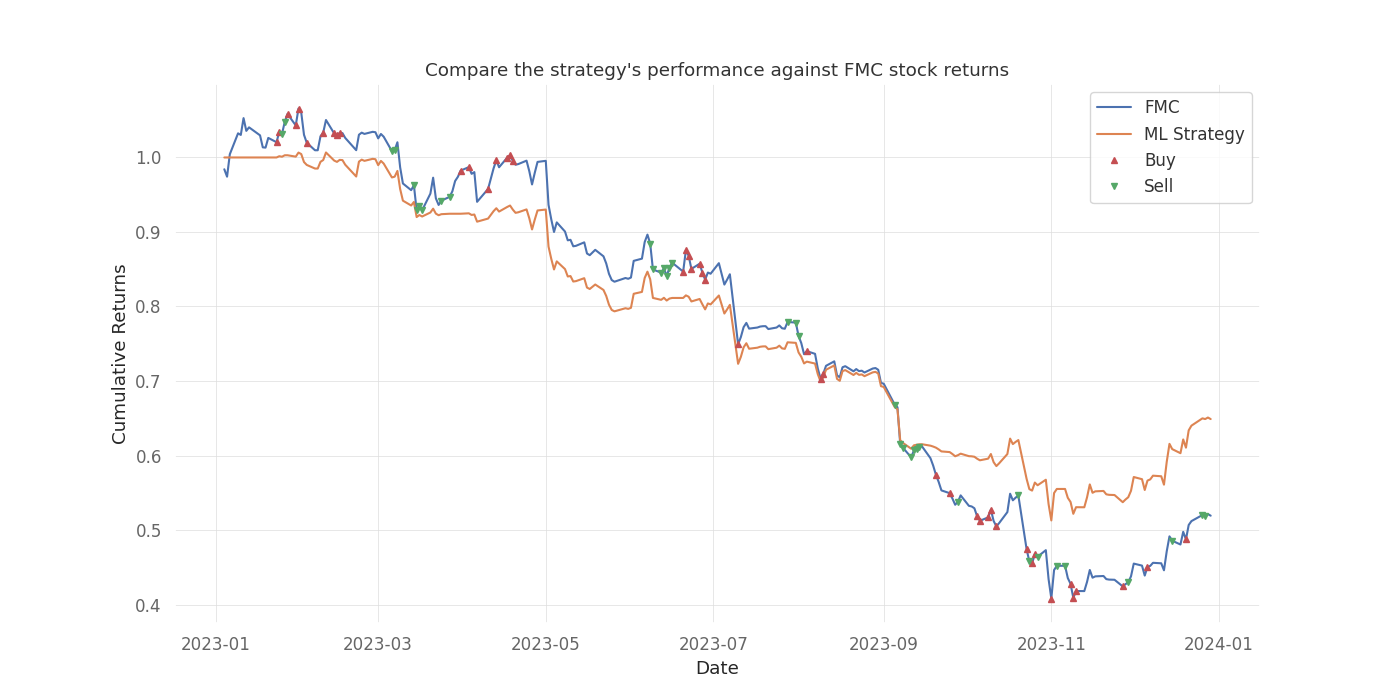 Compare the strategy's performance against FMC stock returns
FMC
ML Strategy
Buy
Sell
Cumulative Returns
1.0
0.9
0.8
0.7
0.6
0.5
0.4
2023-01
2023-03
2023-05
2023-07
2023-09
2023-11
2024-01
Date